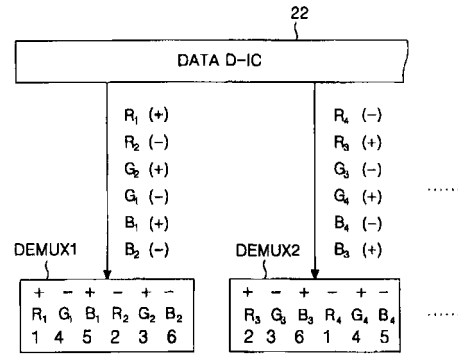 22
DATA D-IC
R₁ (+)
R₂ (−)
G₂ (+)
G₁ (−)
B₁ (+)
B₂ (−)
R₄ (−)
R₃ (+)
G₃ (−)
G₄ (+)
B₄ (−)
B₃ (+)
......
DEMUX1
+ − + − + −
R₁ G₁ B₁ R₂ G₂ B₂
1 4 5 2 3 6
DEMUX2
+ − + − + −
R₃ G₃ B₃ R₄ G₄ B₄
2 3 6 1 4 5
......